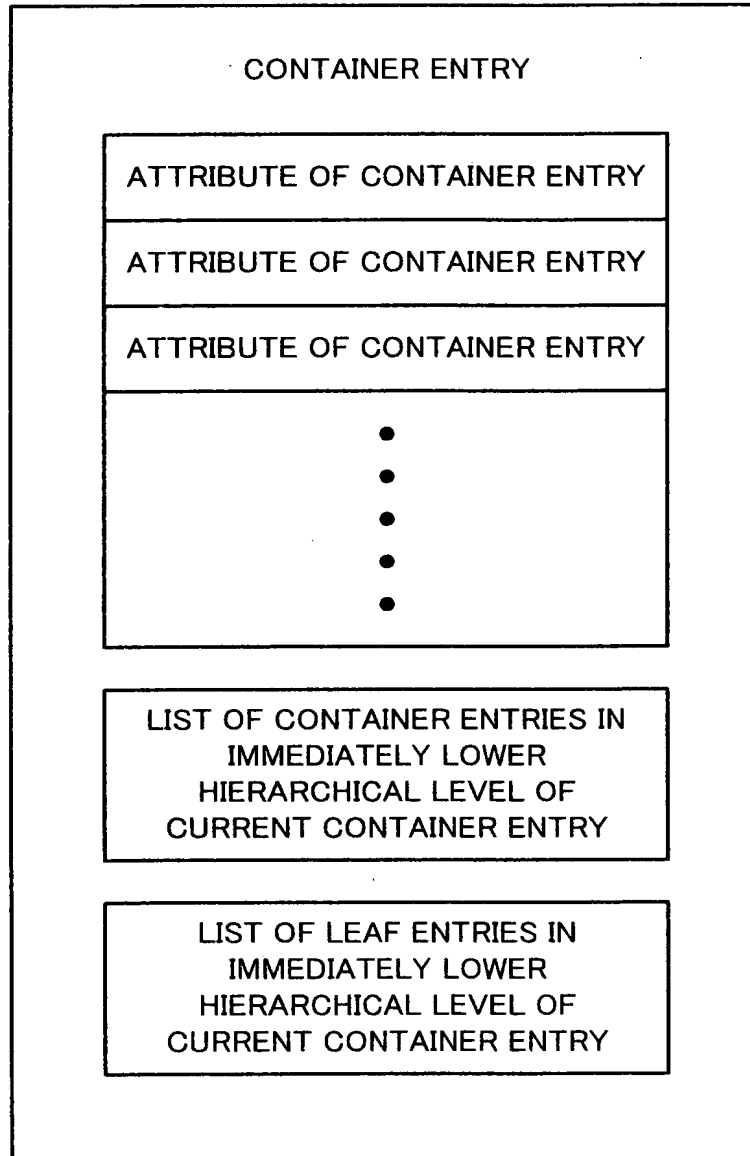 CONTAINER ENTRY
ATTRIBUTE OF CONTAINER ENTRY
ATTRIBUTE OF CONTAINER ENTRY
ATTRIBUTE OF CONTAINER ENTRY
LIST OF CONTAINER ENTRIES IN
IMMEDIATELY LOWER
HIERARCHICAL LEVEL OF
CURRENT CONTAINER ENTRY
LIST OF LEAF ENTRIES IN
IMMEDIATELY LOWER
HIERARCHICAL LEVEL OF
CURRENT CONTAINER ENTRY